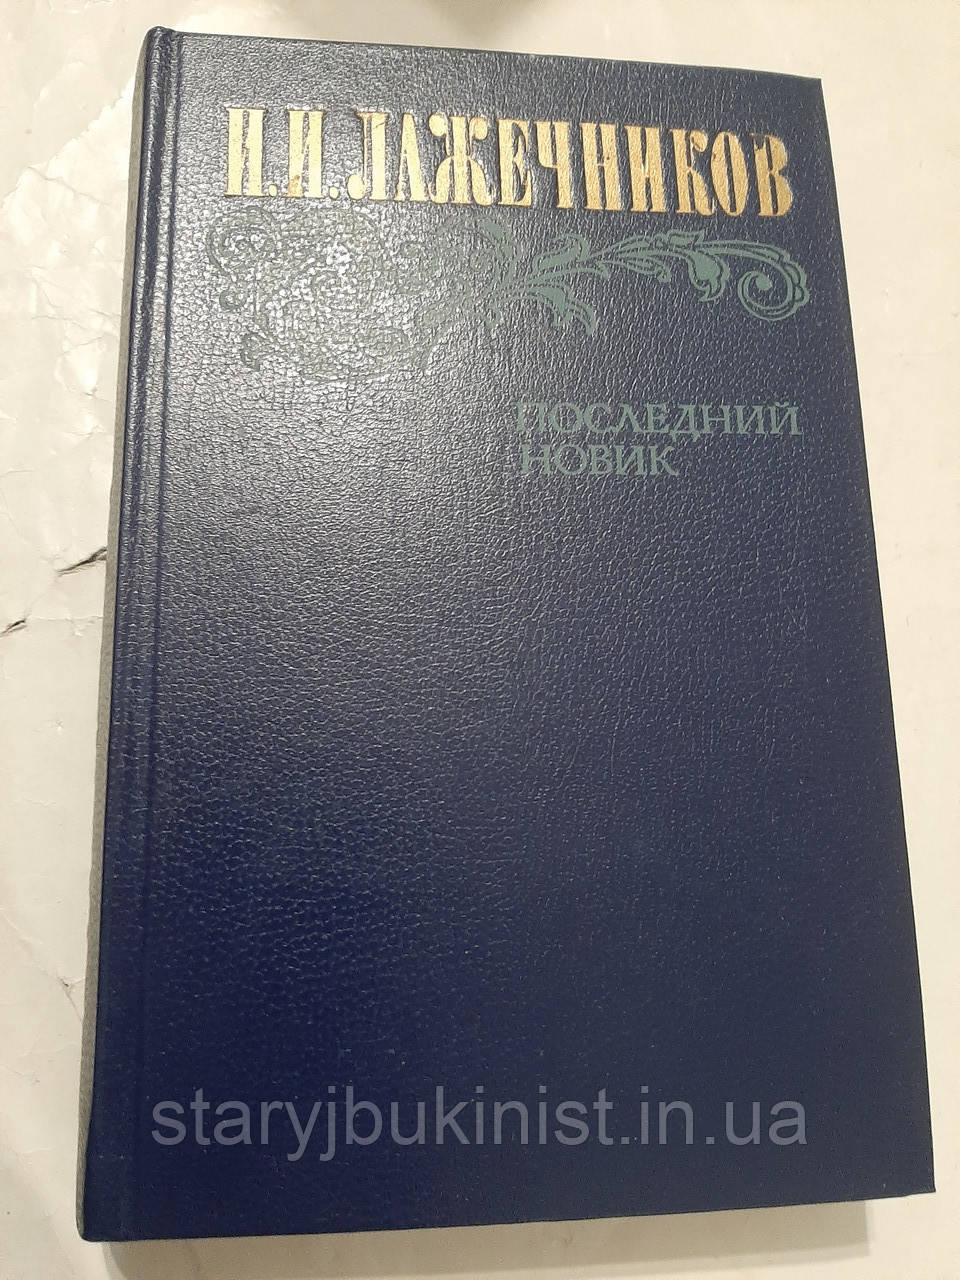 И.И.ЛАЖЕЧНИКОВ
ПОСЛЕДНИЙ
НОВИК
staryjbukinist.in.ua